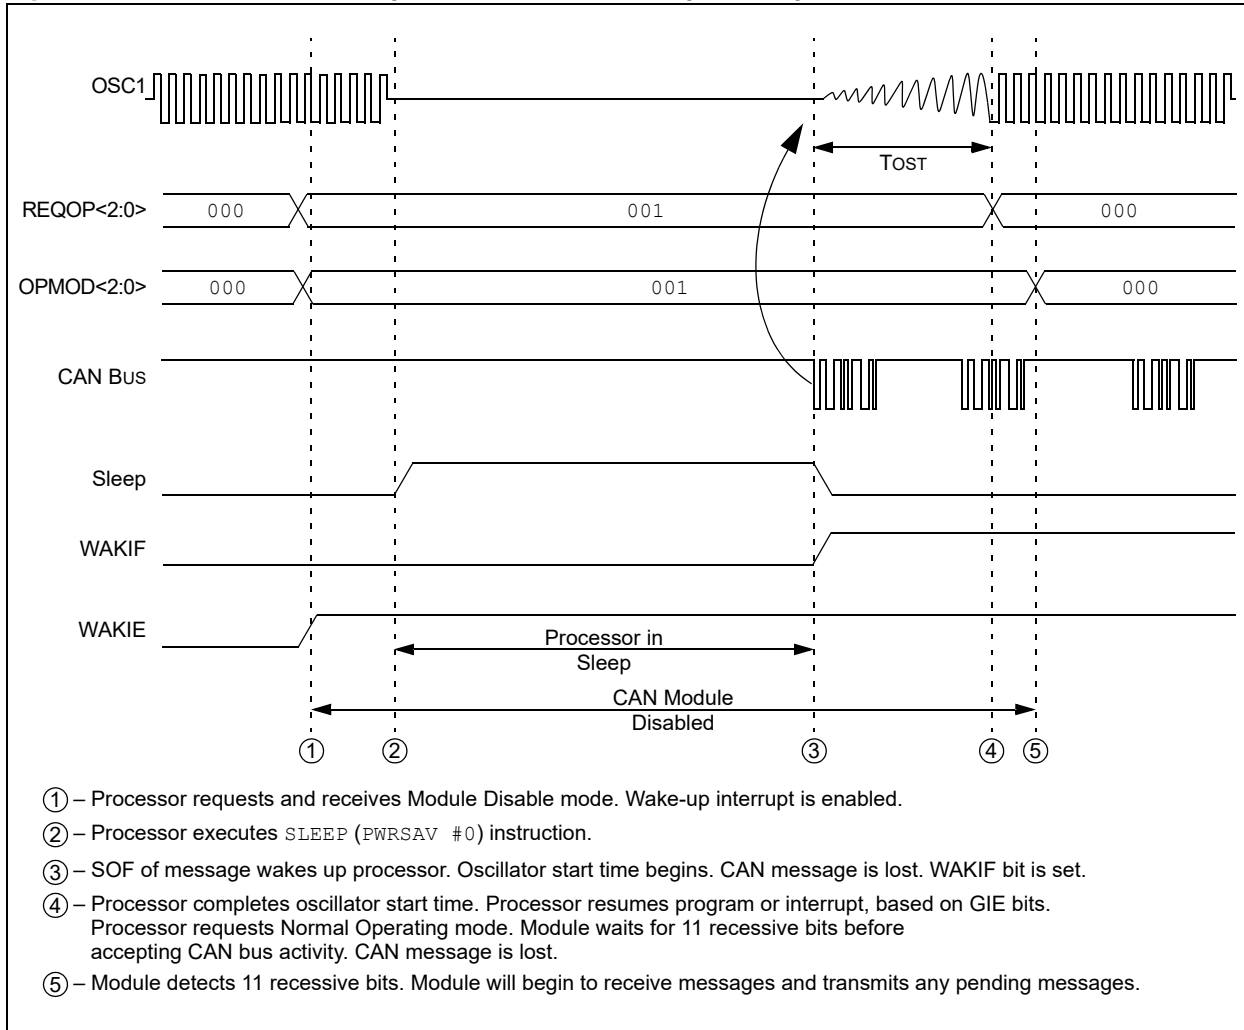 OSC1
TOST
REQOP<2:0> 000 001 000
OPMOD<2:0> 000 001 000
CAN BUS
Sleep
WAKIF
WAKIE
Processor in
Sleep
CAN Module
Disabled
1 2 3 4 5
1 – Processor requests and receives Module Disable mode. Wake-up interrupt is enabled.
2 – Processor executes SLEEP (PWRSAV #0) instruction.
3 – SOF of message wakes up processor. Oscillator start time begins. CAN message is lost. WAKIF bit is set.
4 – Processor completes oscillator start time. Processor resumes program or interrupt, based on GIE bits.
Processor requests Normal Operating mode. Module waits for 11 recessive bits before
accepting CAN bus activity. CAN message is lost.
5 – Module detects 11 recessive bits. Module will begin to receive messages and transmits any pending messages.